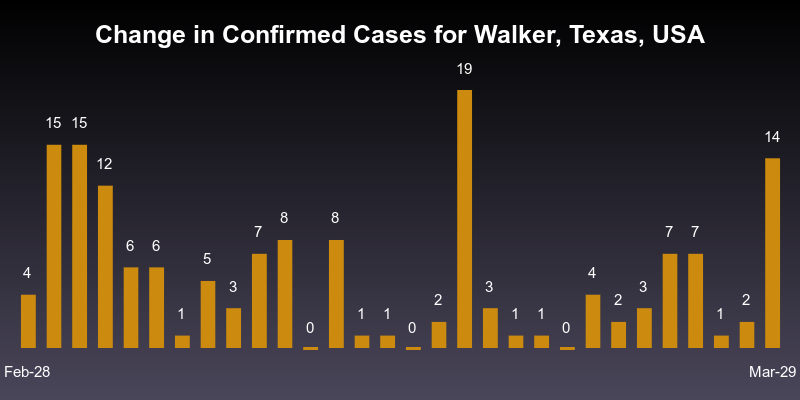 Change in Confirmed Cases for Walker, Texas, USA
4 15 15 12 6 6 1 5 3 7 8 0 8 1 1 0 2 19 3 1 1 0 4 2 3 7 7 1 2 14
Feb-28 Mar-29